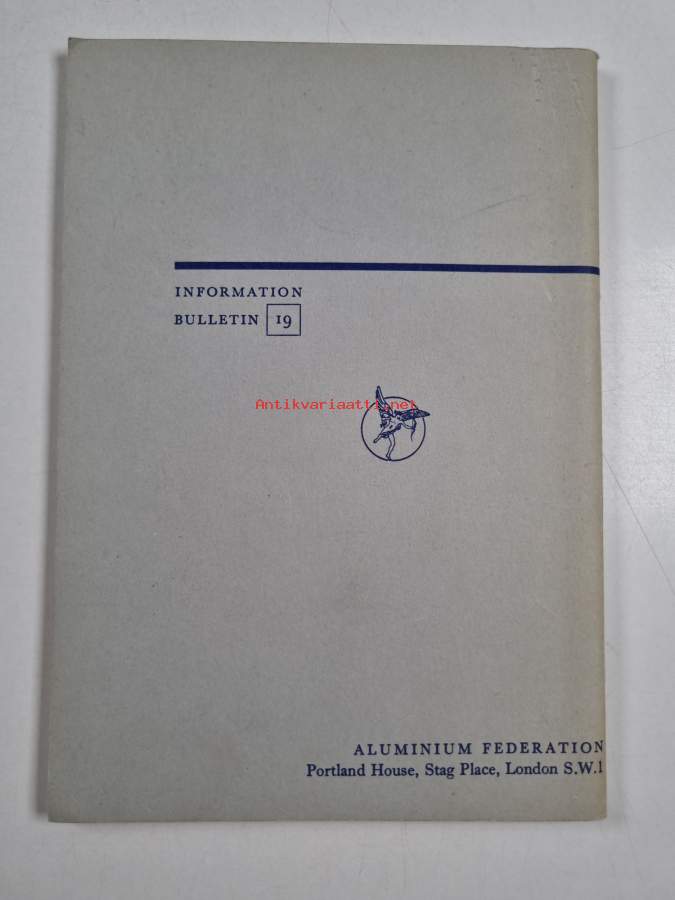 INFORMATION
BULLETIN 19
Antikvariaatti.net
ALUMINIUM FEDERATION
Portland House, Stag Place, London S.W.1